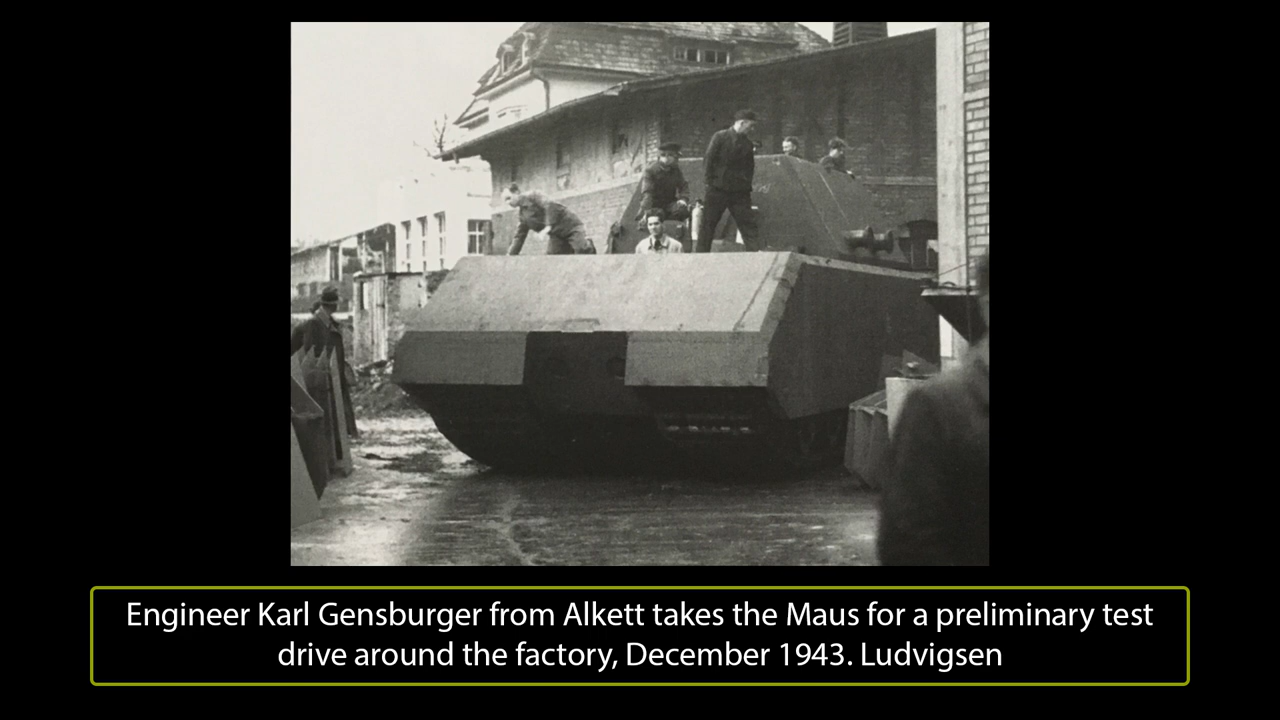 Engineer Karl Gensburger from Alkett takes the Maus for a preliminary test
drive around the factory, December 1943. Ludvigsen